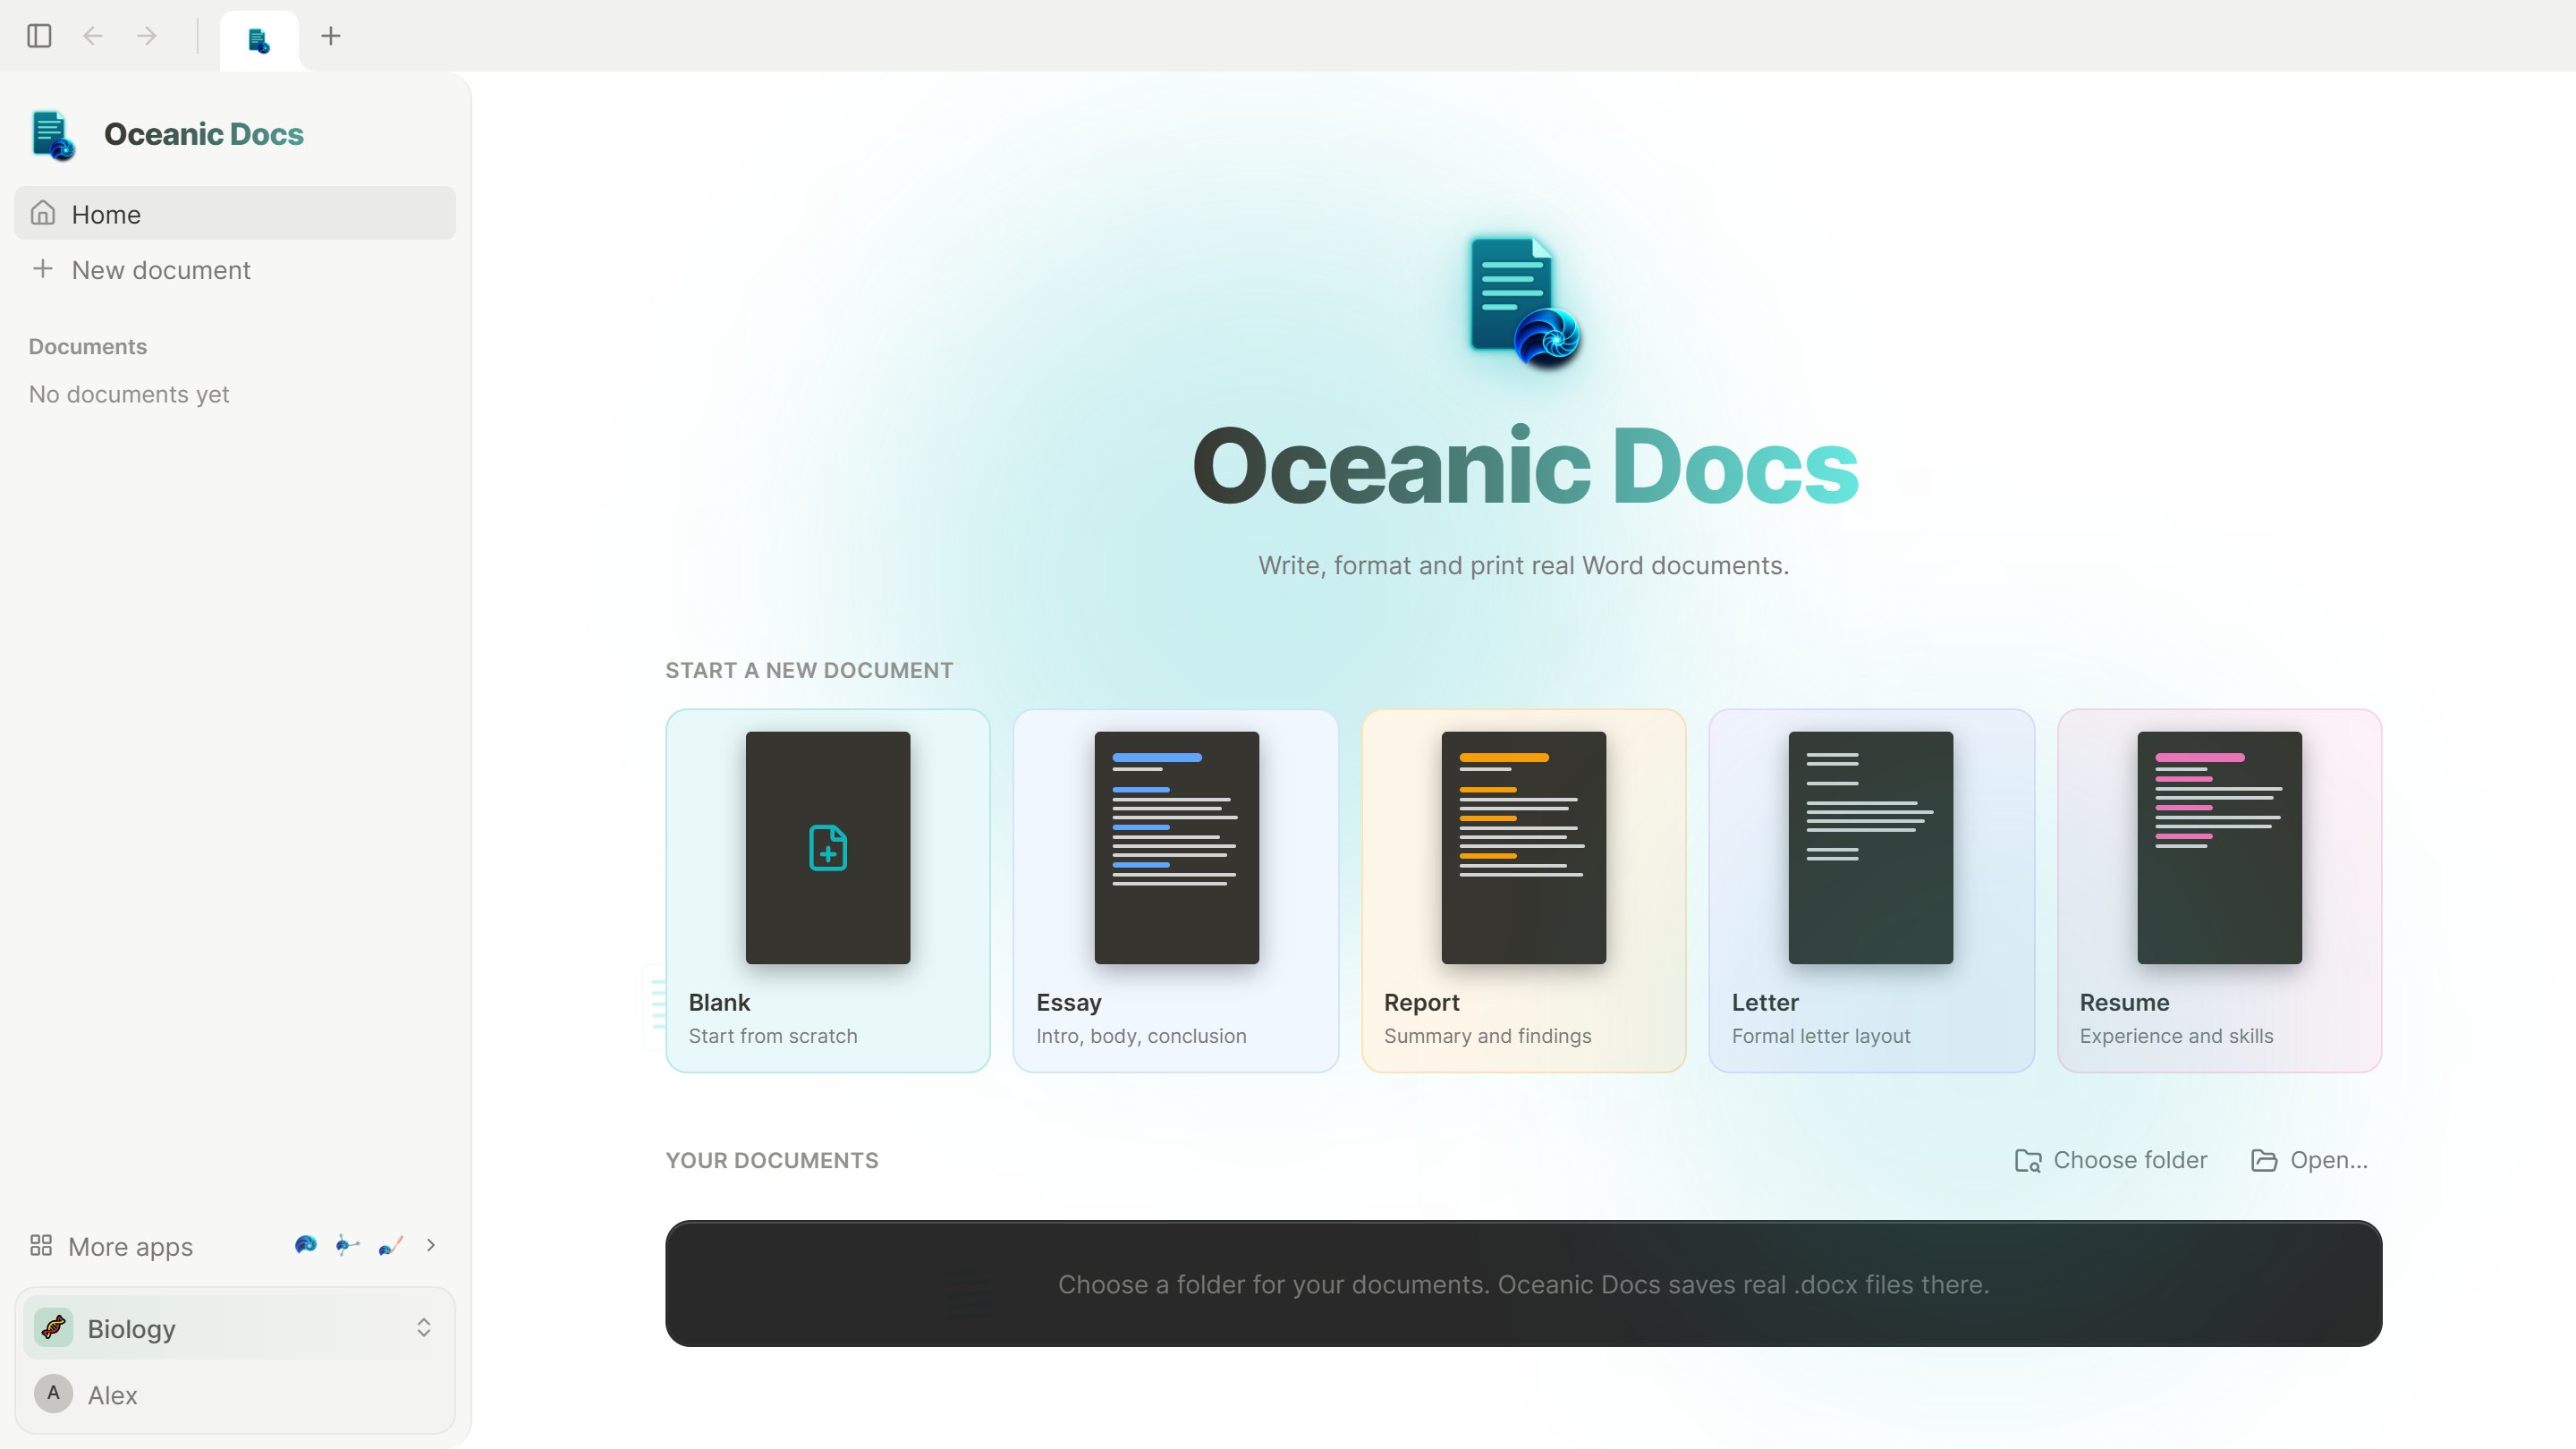 Oceanic Docs
Home
New document
Documents
No documents yet
More apps
Biology
A
Alex
Oceanic Docs
Write, format and print real Word documents.
START A NEW DOCUMENT
Blank
Start from scratch
Essay
Intro, body, conclusion
Report
Summary and findings
Letter
Formal letter layout
Resume
Experience and skills
YOUR DOCUMENTS
Choose folder
Open...
Choose a folder for your documents. Oceanic Docs saves real .docx files there.